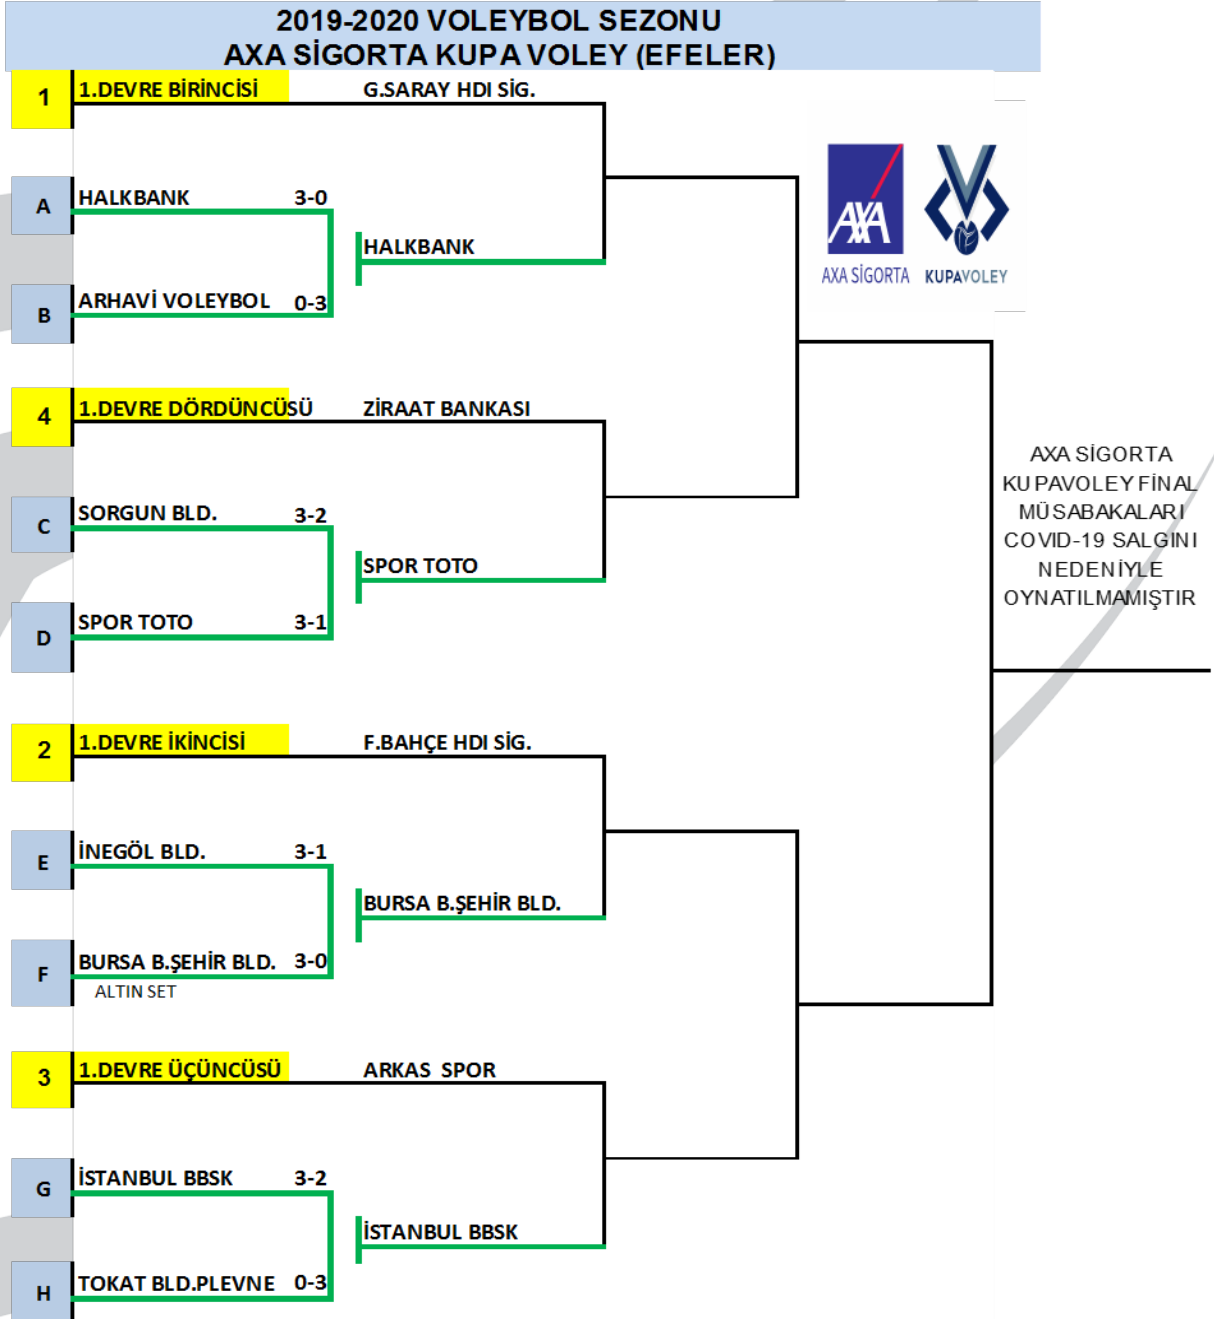 2019-2020 VOLEYBOL SEZONU
AXA SİGORTA KUPA VOLEY (EFELER)
1 1.DEVRE BİRİNCİSİ G.SARAY HDI SİG.
A HALKBANK 3-0
HALKBANK
B ARHAVİ VOLEYBOL 0-3
AXA
AXA SİGORTA KUPAVOLEY
4 1.DEVRE DÖRDÜNCÜSÜ ZİRAAT BANKASI
C SORGUN BLD. 3-2
SPOR TOTO
D SPOR TOTO 3-1
AXA SİGORTA
KUPAVOLEY FİNAL
MÜSABAKALARI
COVID-19 SALGINI
NEDENİYLE
OYNATILMAMIŞTIR
2 1.DEVRE İKİNCİSİ F.BAHÇE HDI SİG.
E İNEGÖL BLD. 3-1
BURSA B.ŞEHİR BLD.
F BURSA B.ŞEHİR BLD. 3-0
ALTIN SET
3 1.DEVRE ÜÇÜNCÜSÜ ARKAS SPOR
G İSTANBUL BBSK 3-2
İSTANBUL BBSK
H TOKAT BLD.PLEVNE 0-3